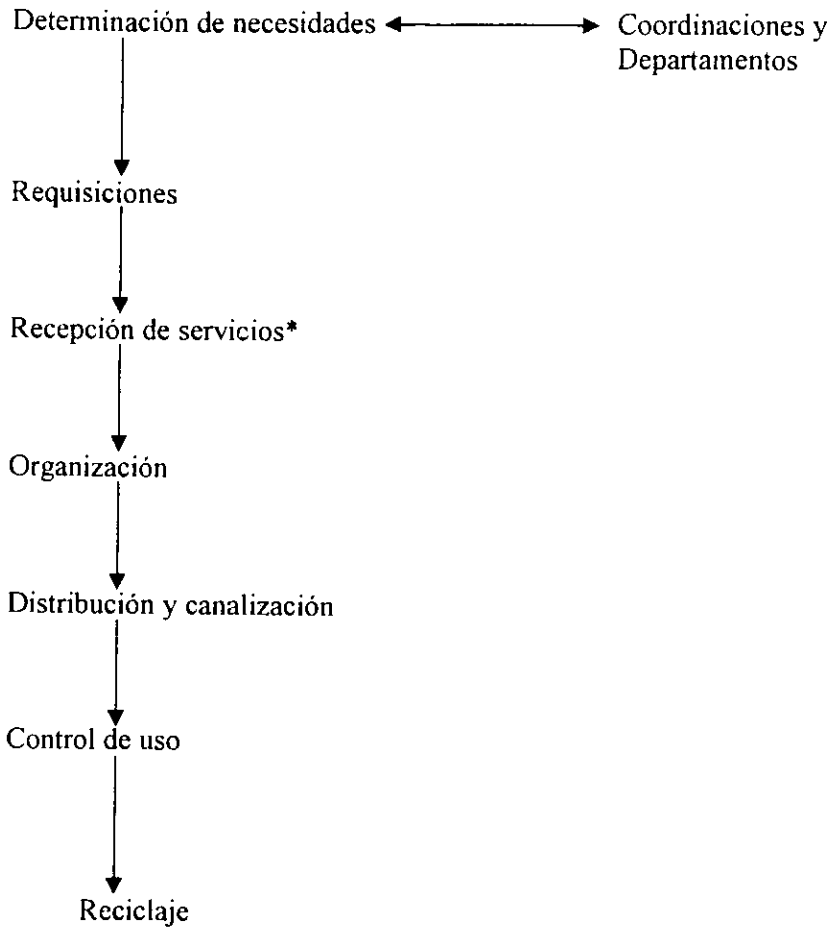 Determinación de necesidades
Coordinaciones y
Departamentos
Requisiciones
Recepción de servicios*
Organización
Distribución y canalización
Control de uso
Reciclaje